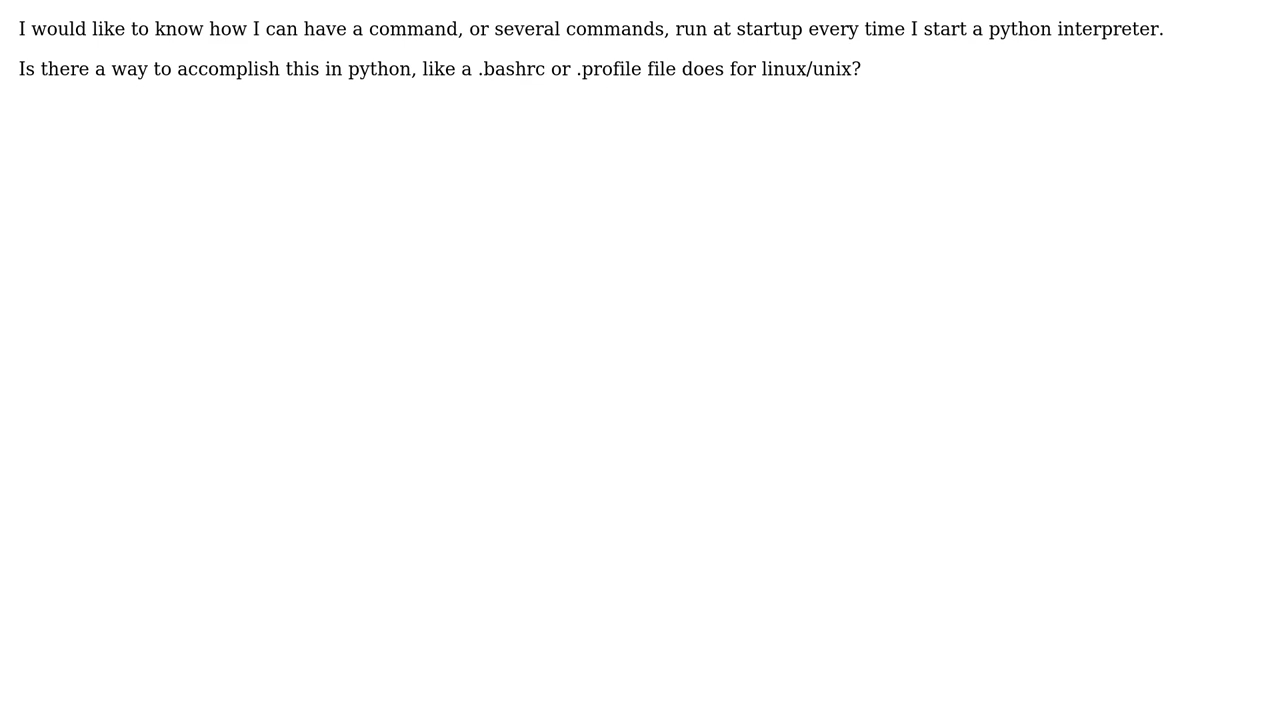 I would like to know how I can have a command, or several commands, run at startup every time I start a python interpreter.
Is there a way to accomplish this in python, like a .bashrc or .profile file does for linux/unix?